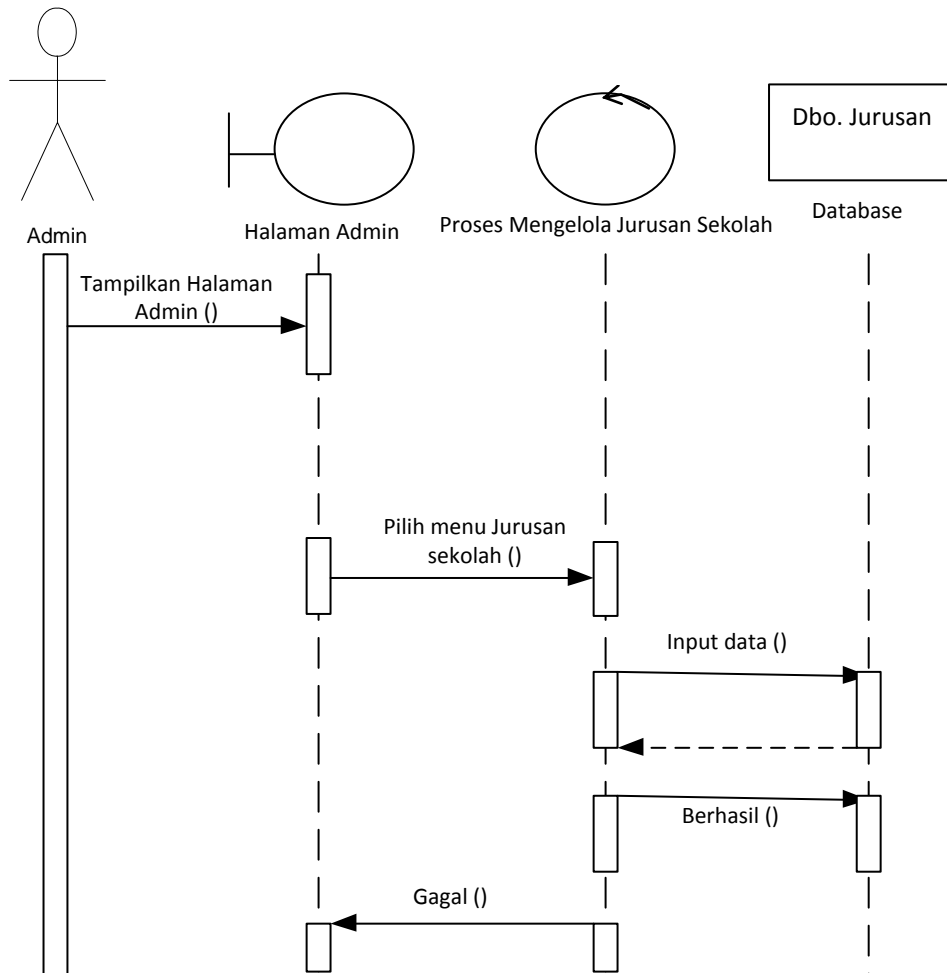 Dbo. Jurusan
Admin
Halaman Admin
Proses Mengelola Jurusan Sekolah
Database
Tampilkan Halaman
Admin ()
Pilih menu Jurusan
sekolah ()
Input data ()
Berhasil ()
Gagal ()